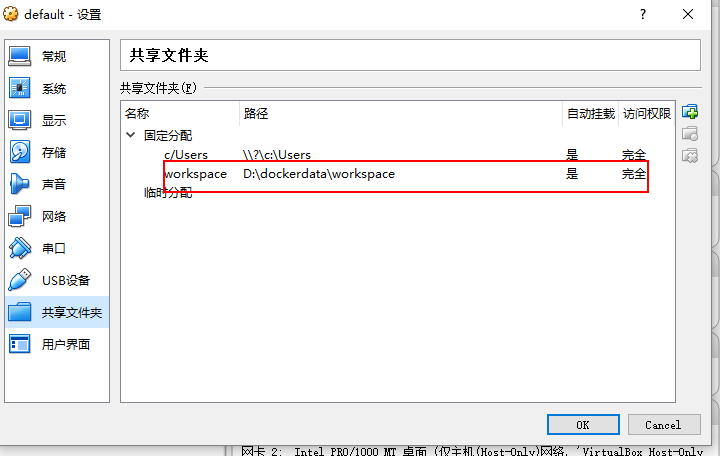 default - 设置
?
常规
系统
显示
存储
声音
网络
串口
USB设备
共享文件夹
用户界面
共享文件夹
共享文件夹(F)
名称 路径 自动挂载 访问权限
固定分配
c/Users \\?\c:\Users 是 完全
workspace D:\dockerdata\workspace 是 完全
临时分配
OK Cancel
网卡 2: Intel PRO/1000 MT 桌面 (仅主机(Host-Only)网络, 'VirtualBox Host-Only